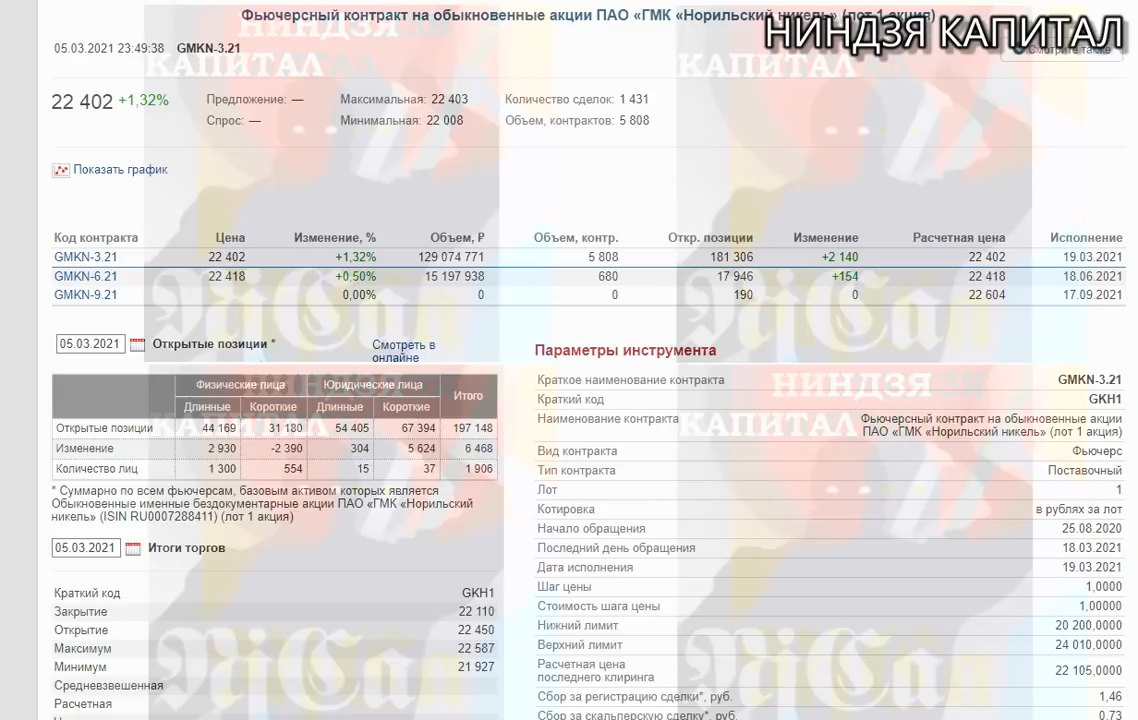 Фьючерсный контракт на обыкновенные акции ПАО «ГМК «Норильский никель» (лот 1 акция)
НИНДЗЯ КАПИТАЛ
05.03.2021 23:49:38 GMKN-3.21
Смотрите также
22 402 +1,32% Предложение: — Максимальная: 22 403 Количество сделок: 1 431
Спрос: — Минимальная: 22 008 Объем, контрактов: 5 808
Показать график
Код контракта Цена Изменение, % Объем, ₽ Объем, контр. Откр. позиции Изменение Расчетная цена Исполнение
GMKN-3.21 22 402 +1,32% 129 074 771 5 808 181 306 +2 140 22 402 19.03.2021
GMKN-6.21 22 418 +0,50% 15 197 938 680 17 946 +154 22 418 18.06.2021
GMKN-9.21 0,00% 0 0 190 0 22 604 17.09.2021
05.03.2021 Открытые позиции * Смотреть в
онлайне
Физические лица Юридические лица Итого
Длинные Короткие Длинные Короткие
Открытые позиции 44 169 31 180 54 405 67 394 197 148
Изменение 2 930 -2 390 304 5 624 6 468
Количество лиц 1 300 554 15 37 1 906
* Суммарно по всем фьючерсам, базовым активом которых является
Обыкновенные именные бездокументарные акции ПАО «ГМК «Норильский
никель» (ISIN RU0007288411) (лот 1 акция)
05.03.2021 Итоги торгов
Краткий код GKH1
Закрытие 22 110
Открытие 22 450
Максимум 22 587
Минимум 21 927
Средневзвешенная
Расчетная
Параметры инструмента
Краткое наименование контракта GMKN-3.21
Краткий код GKH1
Наименование контракта Фьючерсный контракт на обыкновенные акции
ПАО «ГМК «Норильский никель» (лот 1 акция)
Вид контракта Фьючерс
Тип контракта Поставочный
Лот 1
Котировка в рублях за лот
Начало обращения 25.08.2020
Последний день обращения 18.03.2021
Дата исполнения 19.03.2021
Шаг цены 1,0000
Стоимость шага цены 1,00000
Нижний лимит 20 200,0000
Верхний лимит 24 010,0000
Расчетная цена
последнего клиринга 22 105,0000
Сбор за регистрацию сделки*, руб. 1,46
Сбор за скальперскую сделку*, руб. 0,73
НИНДЗЯ
КАПИТАЛ
КАПИТАЛ
НИНДЗЯ
КАПИТАЛ
НИНДЗЯ
КАПИТАЛ
NiCap
NiCap
NiCap
NiCap